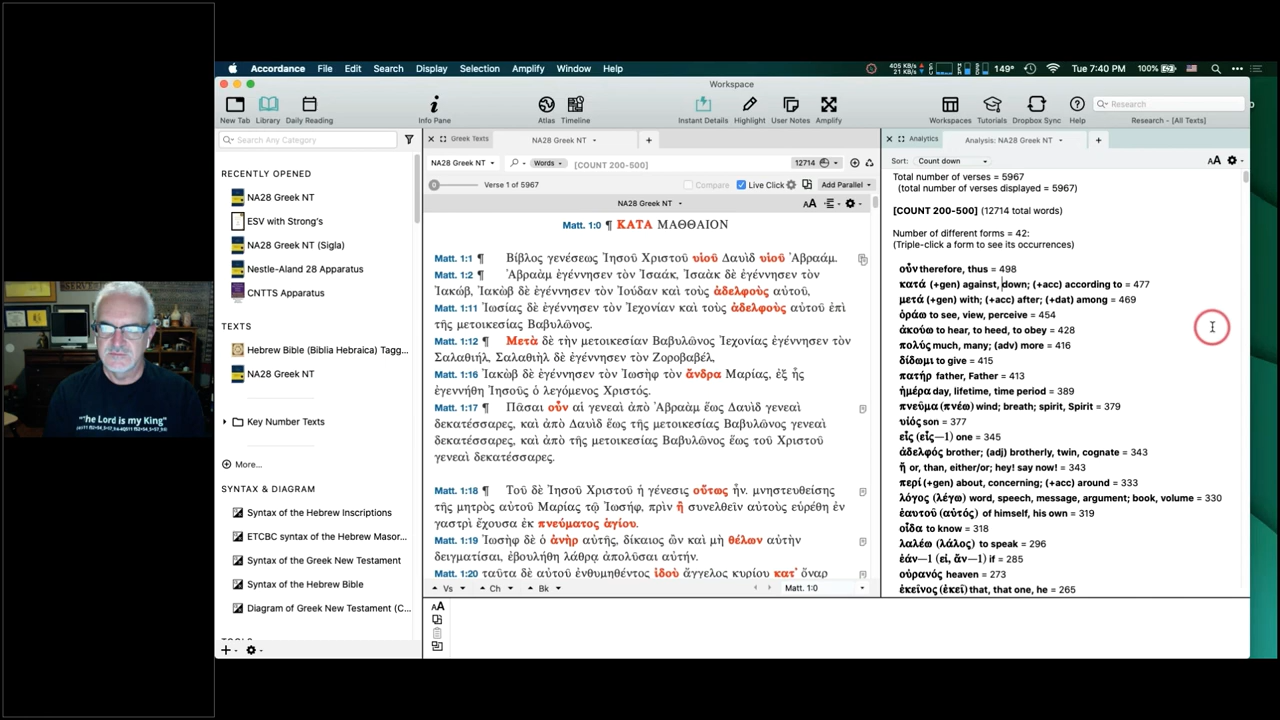 Accordance File Edit Search Display Selection Amplify Window Help
405 KB/s
21 KB/s
149° Tue 7:40 PM 100%
Workspace
New Tab Library Daily Reading Info Pane Atlas Timeline Instant Details Highlight User Notes Amplify Workspaces Tutorials Dropbox Sync Help
Research
Research - [All Texts]
Search Any Category
RECENTLY OPENED
NA28 Greek NT
ESV with Strong's
NA28 Greek NT (Sigla)
Nestle-Aland 28 Apparatus
CNTTS Apparatus
TEXTS
Hebrew Bible (Biblia Hebraica) Tagg...
NA28 Greek NT
Key Number Texts
More...
SYNTAX & DIAGRAM
Syntax of the Hebrew Inscriptions
ETCBC syntax of the Hebrew Masor...
Syntax of the Greek New Testament
Syntax of the Hebrew Bible
Diagram of Greek New Testament (C...
Greek Texts NA28 Greek NT
NA28 Greek NT Words [COUNT 200-500] 12714
Verse 1 of 5967 Compare Live Click Add Parallel
NA28 Greek NT
Matt. 1:0 ¶ ΚΑΤΑ ΜΑΘΘΑΙΟΝ
Matt. 1:1 ¶ Βίβλος γενέσεως Ἰησοῦ Χριστοῦ υἱοῦ Δαυὶδ υἱοῦ Ἀβραάμ.
Matt. 1:2 Ἀβραὰμ ἐγέννησεν τὸν Ἰσαάκ, Ἰσαὰκ δὲ ἐγέννησεν τὸν
Ἰακώβ, Ἰακὼβ δὲ ἐγέννησεν τὸν Ἰούδαν καὶ τοὺς ἀδελφοὺς αὐτοῦ,
Matt. 1:11 Ἰωσίας δὲ ἐγέννησεν τὸν Ἰεχονίαν καὶ τοὺς ἀδελφοὺς αὐτοῦ ἐπὶ
τῆς μετοικεσίας Βαβυλῶνος.
Matt. 1:12 Μετὰ δὲ τὴν μετοικεσίαν Βαβυλῶνος Ἰεχονίας ἐγέννησεν τὸν
Σαλαθιήλ, Σαλαθιὴλ δὲ ἐγέννησεν τὸν Ζοροβαβέλ,
Matt. 1:16 Ἰακὼβ δὲ ἐγέννησεν τὸν Ἰωσὴφ τὸν ἄνδρα Μαρίας, ἐξ ἧς
ἐγεννήθη Ἰησοῦς ὁ λεγόμενος Χριστός.
Matt. 1:17 ¶ Πᾶσαι οὖν αἱ γενεαὶ ἀπὸ Ἀβραὰμ ἕως Δαυὶδ γενεαὶ
δεκατέσσαρες, καὶ ἀπὸ Δαυὶδ ἕως τῆς μετοικεσίας Βαβυλῶνος γενεαὶ
δεκατέσσαρες, καὶ ἀπὸ τῆς μετοικεσίας Βαβυλῶνος ἕως τοῦ Χριστοῦ
γενεαὶ δεκατέσσαρες.
Matt. 1:18 ¶ Τοῦ δὲ Ἰησοῦ Χριστοῦ ἡ γένεσις οὕτως ἦν. μνηστευθείσης
τῆς μητρὸς αὐτοῦ Μαρίας τῷ Ἰωσήφ, πρὶν ἢ συνελθεῖν αὐτοὺς εὑρέθη ἐν
γαστρὶ ἔχουσα ἐκ πνεύματος ἁγίου.
Matt. 1:19 Ἰωσὴφ δὲ ὁ ἀνὴρ αὐτῆς, δίκαιος ὢν καὶ μὴ θέλων αὐτὴν
δειγματίσαι, ἐβουλήθη λάθρᾳ ἀπολῦσαι αὐτήν.
Matt. 1:20 ταῦτα δὲ αὐτοῦ ἐνθυμηθέντος ἰδοὺ ἄγγελος κυρίου κατ’ ὄναρ
Vs Ch Bk Matt. 1:0
Analytics Analysis: NA28 Greek NT
Sort: Count down
Total number of verses = 5967
(total number of verses displayed = 5967)
[COUNT 200-500] (12714 total words)
Number of different forms = 42:
(Triple-click a form to see its occurrences)
οὖν therefore, thus = 498
κατά (+gen) against, down; (+acc) according to = 477
μετά (+gen) with; (+acc) after; (+dat) among = 469
ὁράω to see, view, perceive = 454
ἀκούω to hear, to heed, to obey = 428
πολύς much, many; (adv) more = 416
δίδωμι to give = 415
πατήρ father, Father = 413
ἡμέρα day, lifetime, time period = 389
πνεῦμα (πνέω) wind; breath; spirit, Spirit = 379
υἱός son = 377
εἷς (εἷς—1) one = 345
ἀδελφός brother; (adj) brotherly, twin, cognate = 343
ἤ or, than, either/or; hey! say now! = 343
περί (+gen) about, concerning; (+acc) around = 333
λόγος (λέγω) word, speech, message, argument; book, volume = 330
ἑαυτοῦ (αὐτός) of himself, his own = 319
οἶδα to know = 318
λαλέω (λάλος) to speak = 296
ἐάν—1 (εἰ, ἄν—1) if = 285
οὐρανός heaven = 273
ἐκεῖνος (ἐκεῖ) that, that one, he = 265
"The Lord is my King"